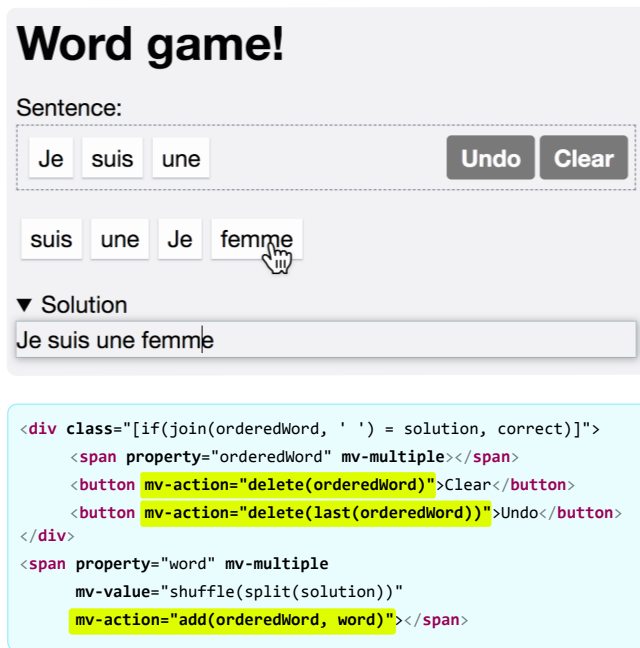 Word game!
Sentence:
Je suis une Undo Clear
suis une Je femme
▼ Solution
Je suis une femme
<div class="[if(join(orderedWord, ' ') = solution, correct)]">
<span property="orderedWord" mv-multiple></span>
<button mv-action="delete(orderedWord)">Clear</button>
<button mv-action="delete(last(orderedWord))">Undo</button>
</div>
<span property="word" mv-multiple
mv-value="shuffle(split(solution))"
mv-action="add(orderedWord, word)"></span>